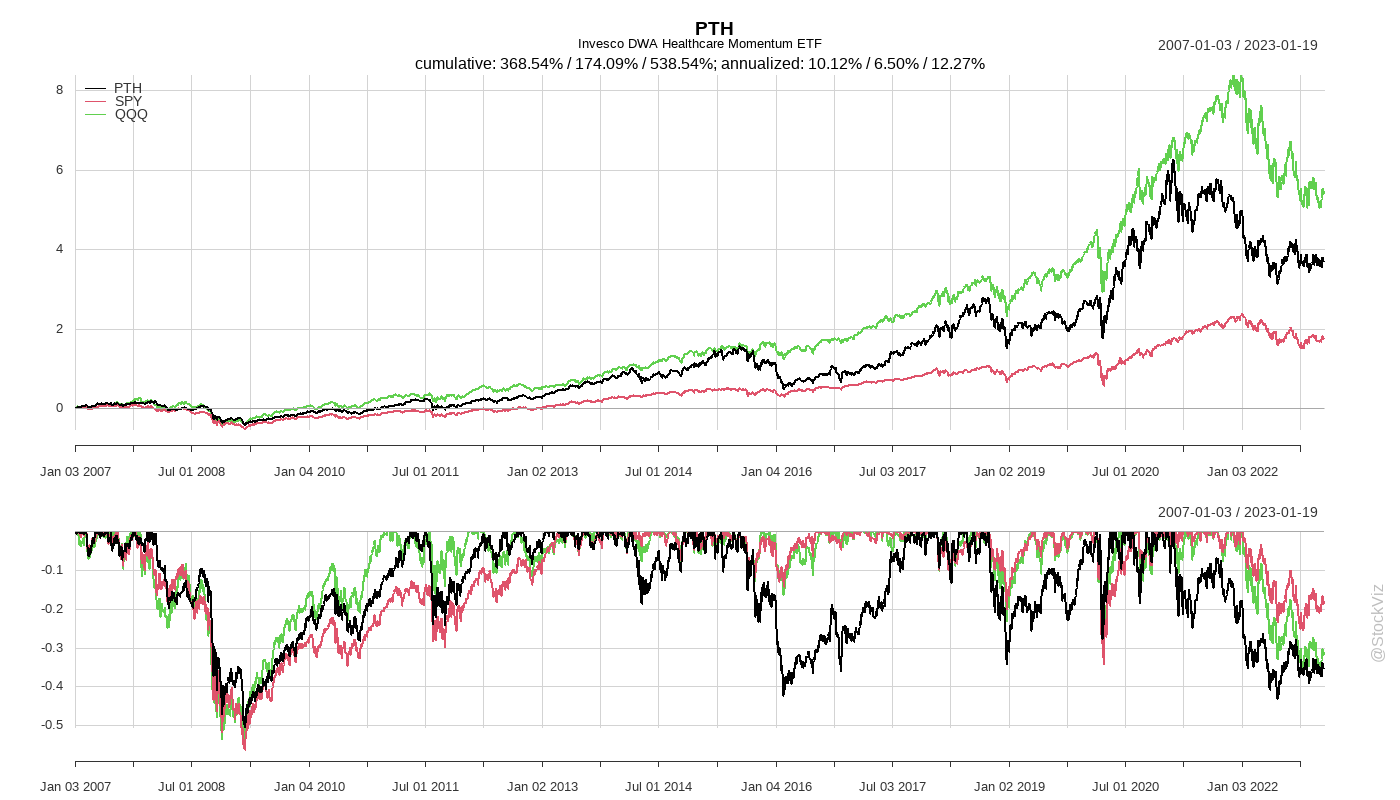 PTH
Invesco DWA Healthcare Momentum ETF
2007-01-03 / 2023-01-19
cumulative: 368.54% / 174.09% / 538.54%; annualized: 10.12% / 6.50% / 12.27%
PTH
SPY
QQQ
8
6
4
2
0
Jan 03 2007 Jul 01 2008 Jan 04 2010 Jul 01 2011 Jan 02 2013 Jul 01 2014 Jan 04 2016 Jul 03 2017 Jan 02 2019 Jul 01 2020 Jan 03 2022
2007-01-03 / 2023-01-19
-0.1
-0.2
-0.3
-0.4
-0.5
Jan 03 2007 Jul 01 2008 Jan 04 2010 Jul 01 2011 Jan 02 2013 Jul 01 2014 Jan 04 2016 Jul 03 2017 Jan 02 2019 Jul 01 2020 Jan 03 2022
@StockViz